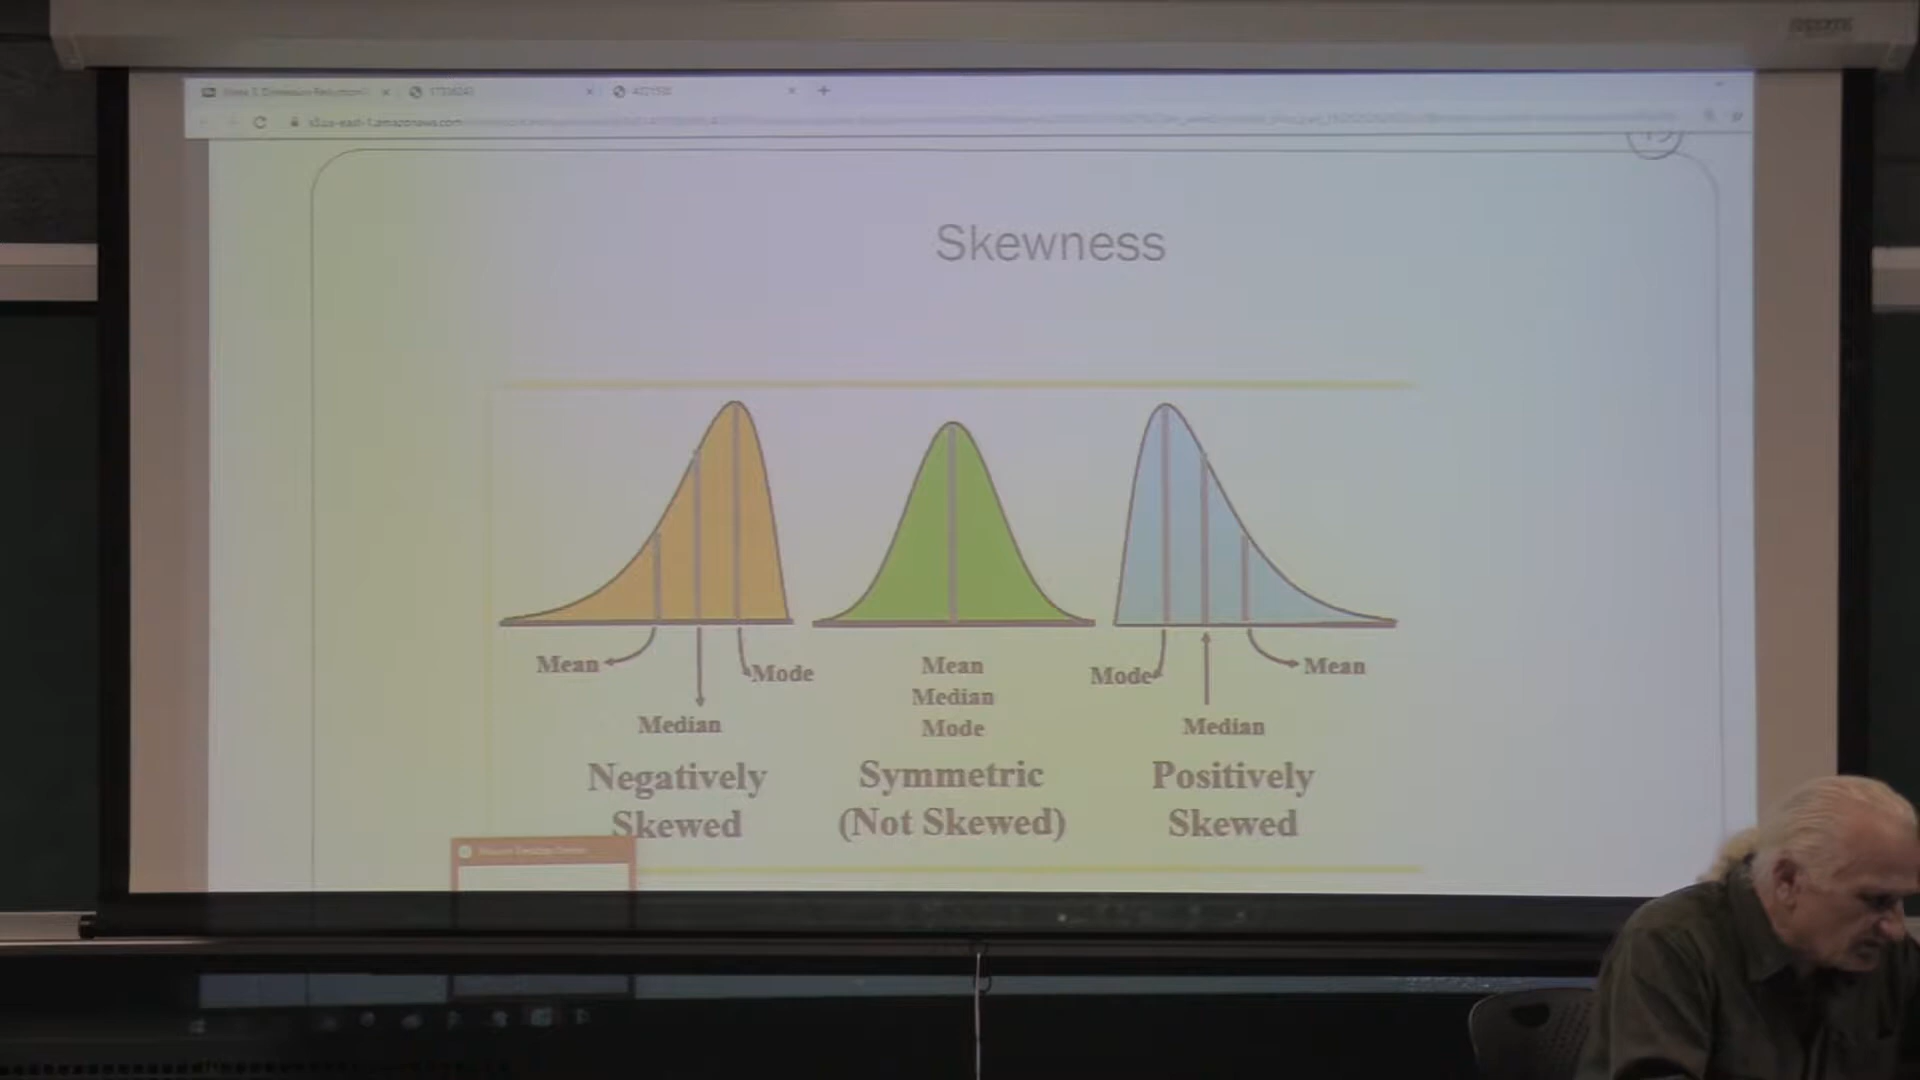 Skewness
Mean
Mode
Median
Negatively
Skewed
Mean
Median
Mode
Symmetric
(Not Skewed)
Mode
Mean
Median
Positively
Skewed